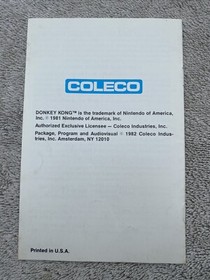 COLECO
DONKEY KONG™ is the trademark of Nintendo of America,
Inc. © 1981 Nintendo of America, Inc.
Authorized Exclusive Licensee — Coleco Industries, Inc.
Package, Program and Audiovisual © 1982 Coleco Indus-
tries, Inc. Amsterdam, NY 12010
Printed in U.S.A.